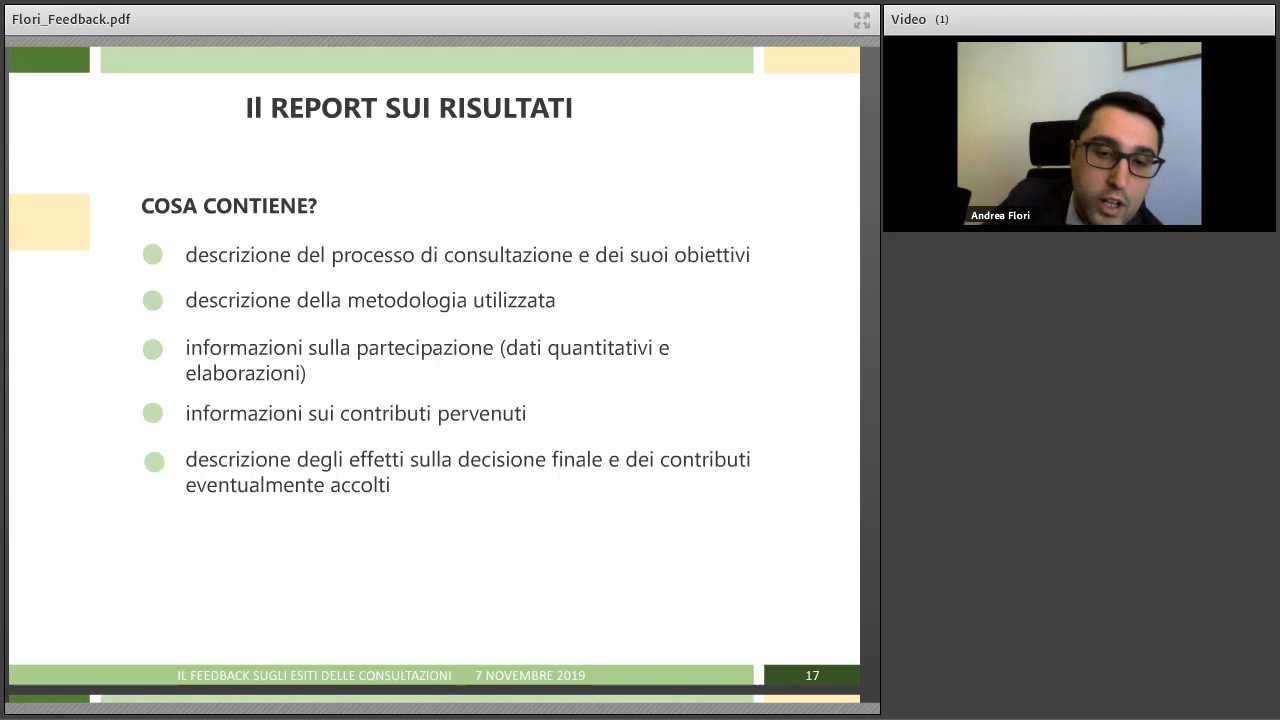 Flori_Feedback.pdf
Video (1)
Il REPORT SUI RISULTATI
COSA CONTIENE?
descrizione del processo di consultazione e dei suoi obiettivi
descrizione della metodologia utilizzata
informazioni sulla partecipazione (dati quantitativi e
elaborazioni)
informazioni sui contributi pervenuti
descrizione degli effetti sulla decisione finale e dei contributi
eventualmente accolti
IL FEEDBACK SUGLI ESITI DELLE CONSULTAZIONI 7 NOVEMBRE 2019
17
Andrea Flori